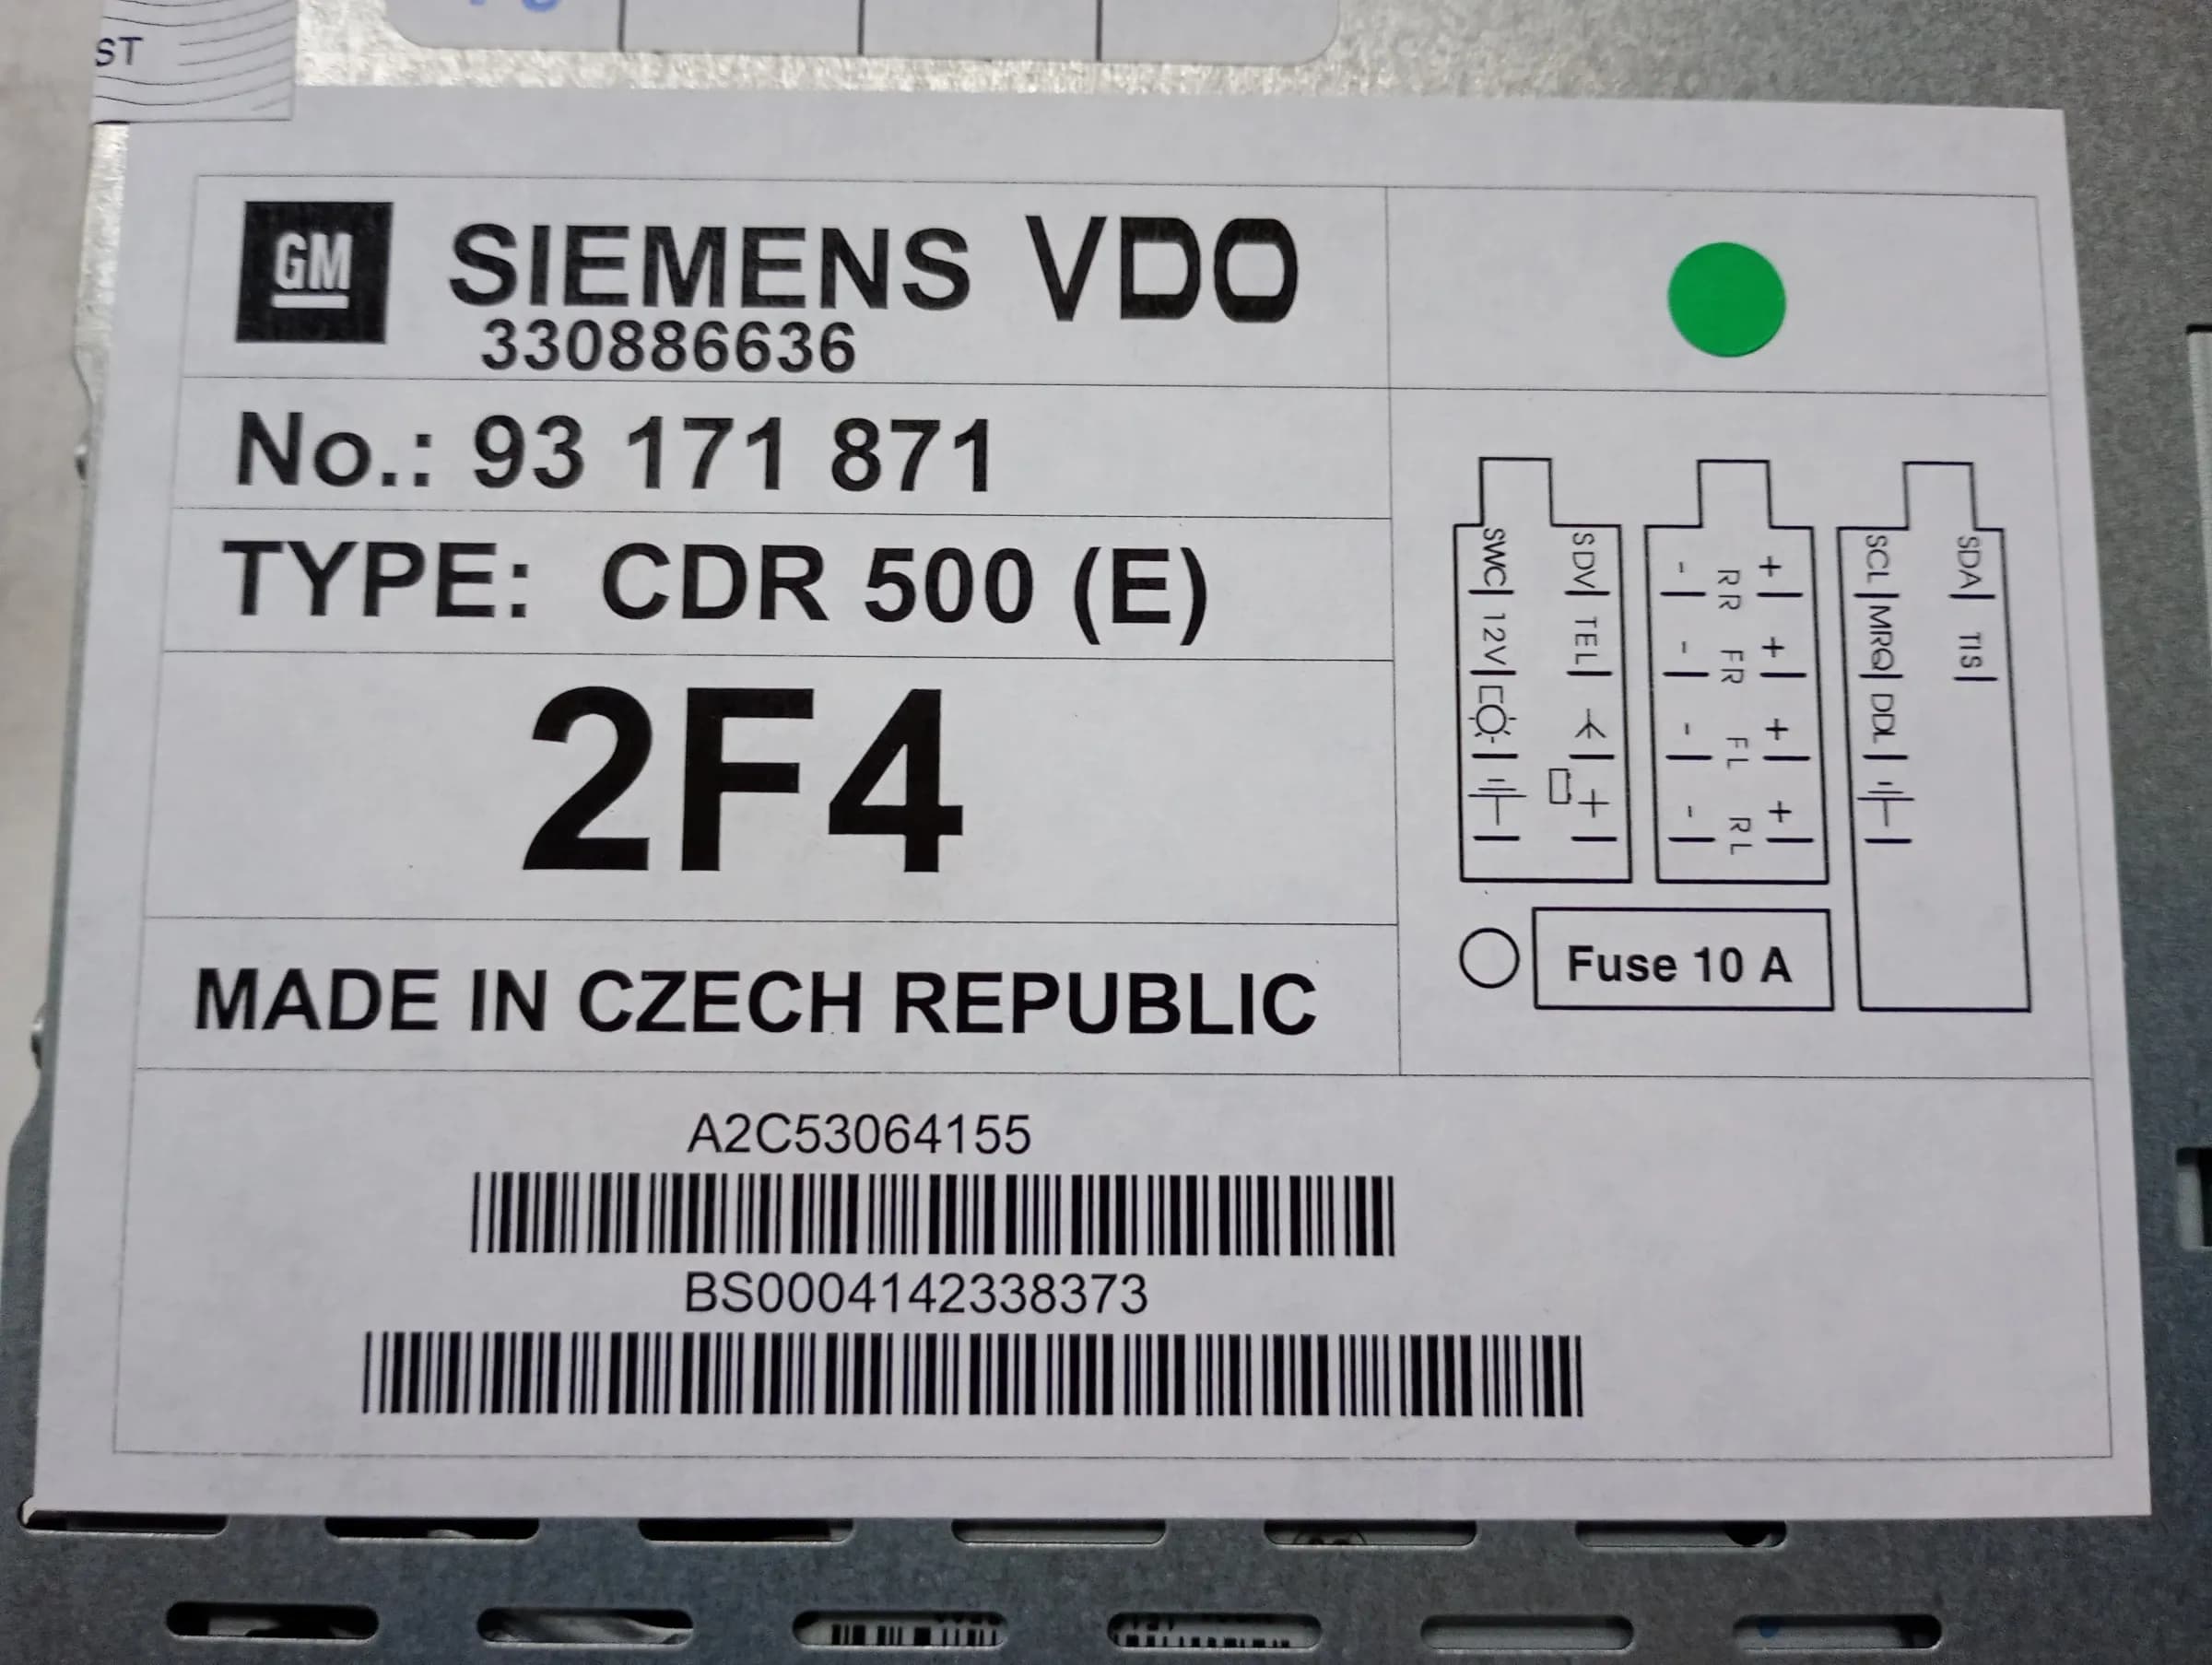 ST
GM
SIEMENS VDO
330886636
No.: 93 171 871
TYPE: CDR 500 (E)
2F4
MADE IN CZECH REPUBLIC
SWC 12V
SDV TEL +
- - - -
RR FR FL RL
+ + + +
SCL MRQ DDL
SDA TIS
Fuse 10 A
A2C53064155
BS0004142338373